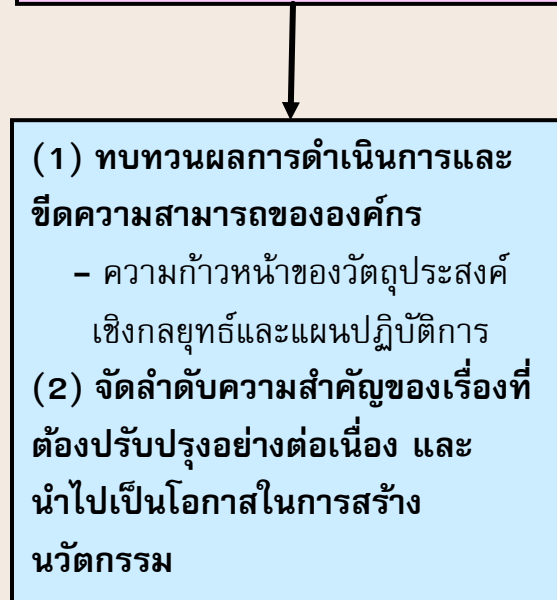 (1) ทบทวนผลการดำเนินการและ
ขีดความสามารถขององค์กร
- ความก้าวหน้าของวัตถุประสงค์
เชิงกลยุทธ์และแผนปฏิบัติการ
(2) จัดลำดับความสำคัญของเรื่องที่
ต้องปรับปรุงอย่างต่อเนื่อง และ
นำไปเป็นโอกาสในการสร้าง
นวัตกรรม